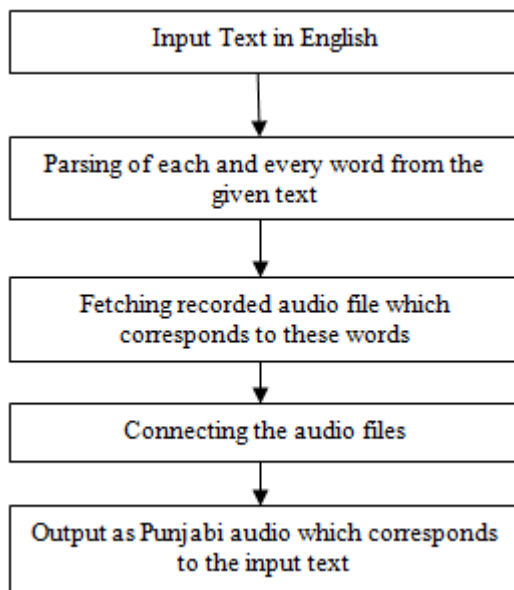 Input Text in English
Parsing of each and every word from the
given text
Fetching recorded audio file which
corresponds to these words
Connecting the audio files
Output as Punjabi audio which corresponds
to the input text